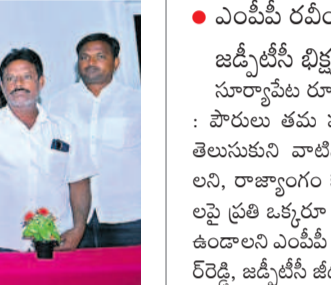 ● ఎంపీపీ రవీం
జడ్పీటీసీ భిక్ష
సూర్యాపేట రూ
: పౌరులు తమ
తెలుసుకుని వాటి
లని, రాజ్యాంగం
లపై ప్రతి ఒక్కరూ
ఉండాలని ఎంపీపీ
ర్‌రెడ్డి, జడ్పీటీసీ జీ